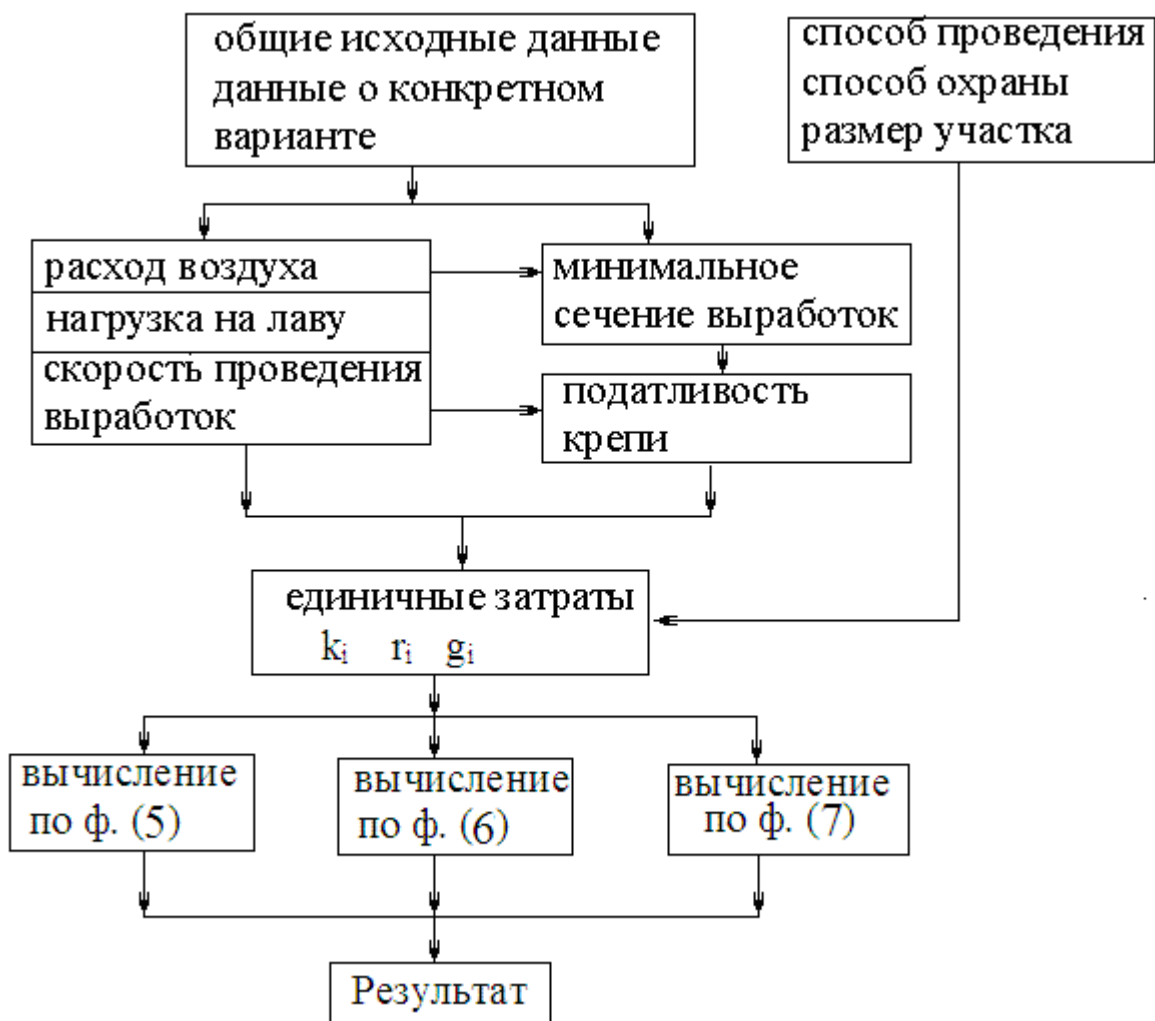 общие исходные данные
данные о конкретном
варианте
способ проведения
способ охраны
размер участка
расход воздуха
нагрузка на лаву
скорость проведения
выработок
минимальное
сечение выработок
податливость
крепи
единичные затраты
ki ri gi
вычисление
по ф. (5)
вычисление
по ф. (6)
вычисление
по ф. (7)
Результат